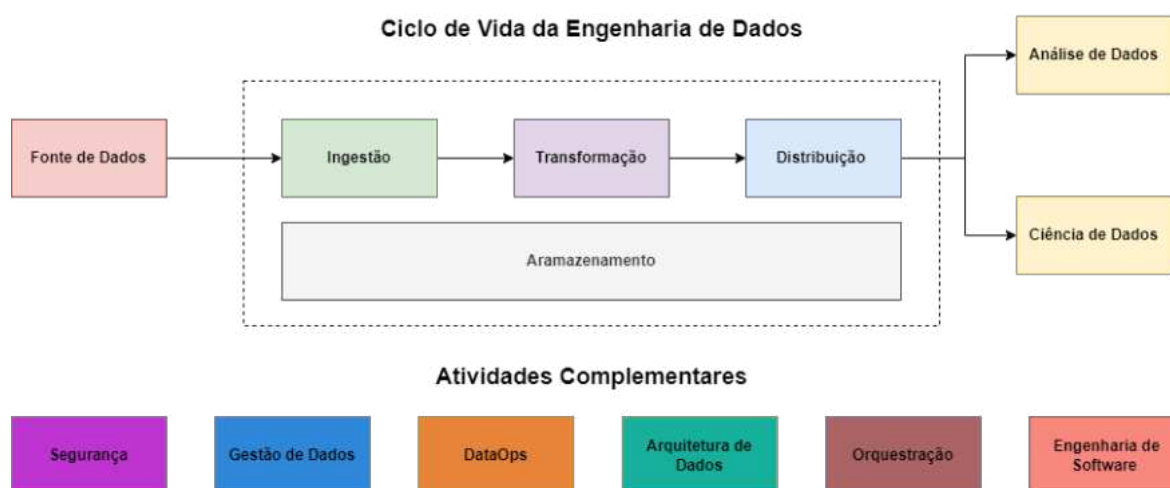 Ciclo de Vida da Engenharia de Dados
Análise de Dados
Fonte de Dados
Ingestão
Transformação
Distribuição
Ciência de Dados
Aramazenamento
Atividades Complementares
Segurança
Gestão de Dados
DataOps
Arquitetura de
Dados
Orquestração
Engenharia de
Software